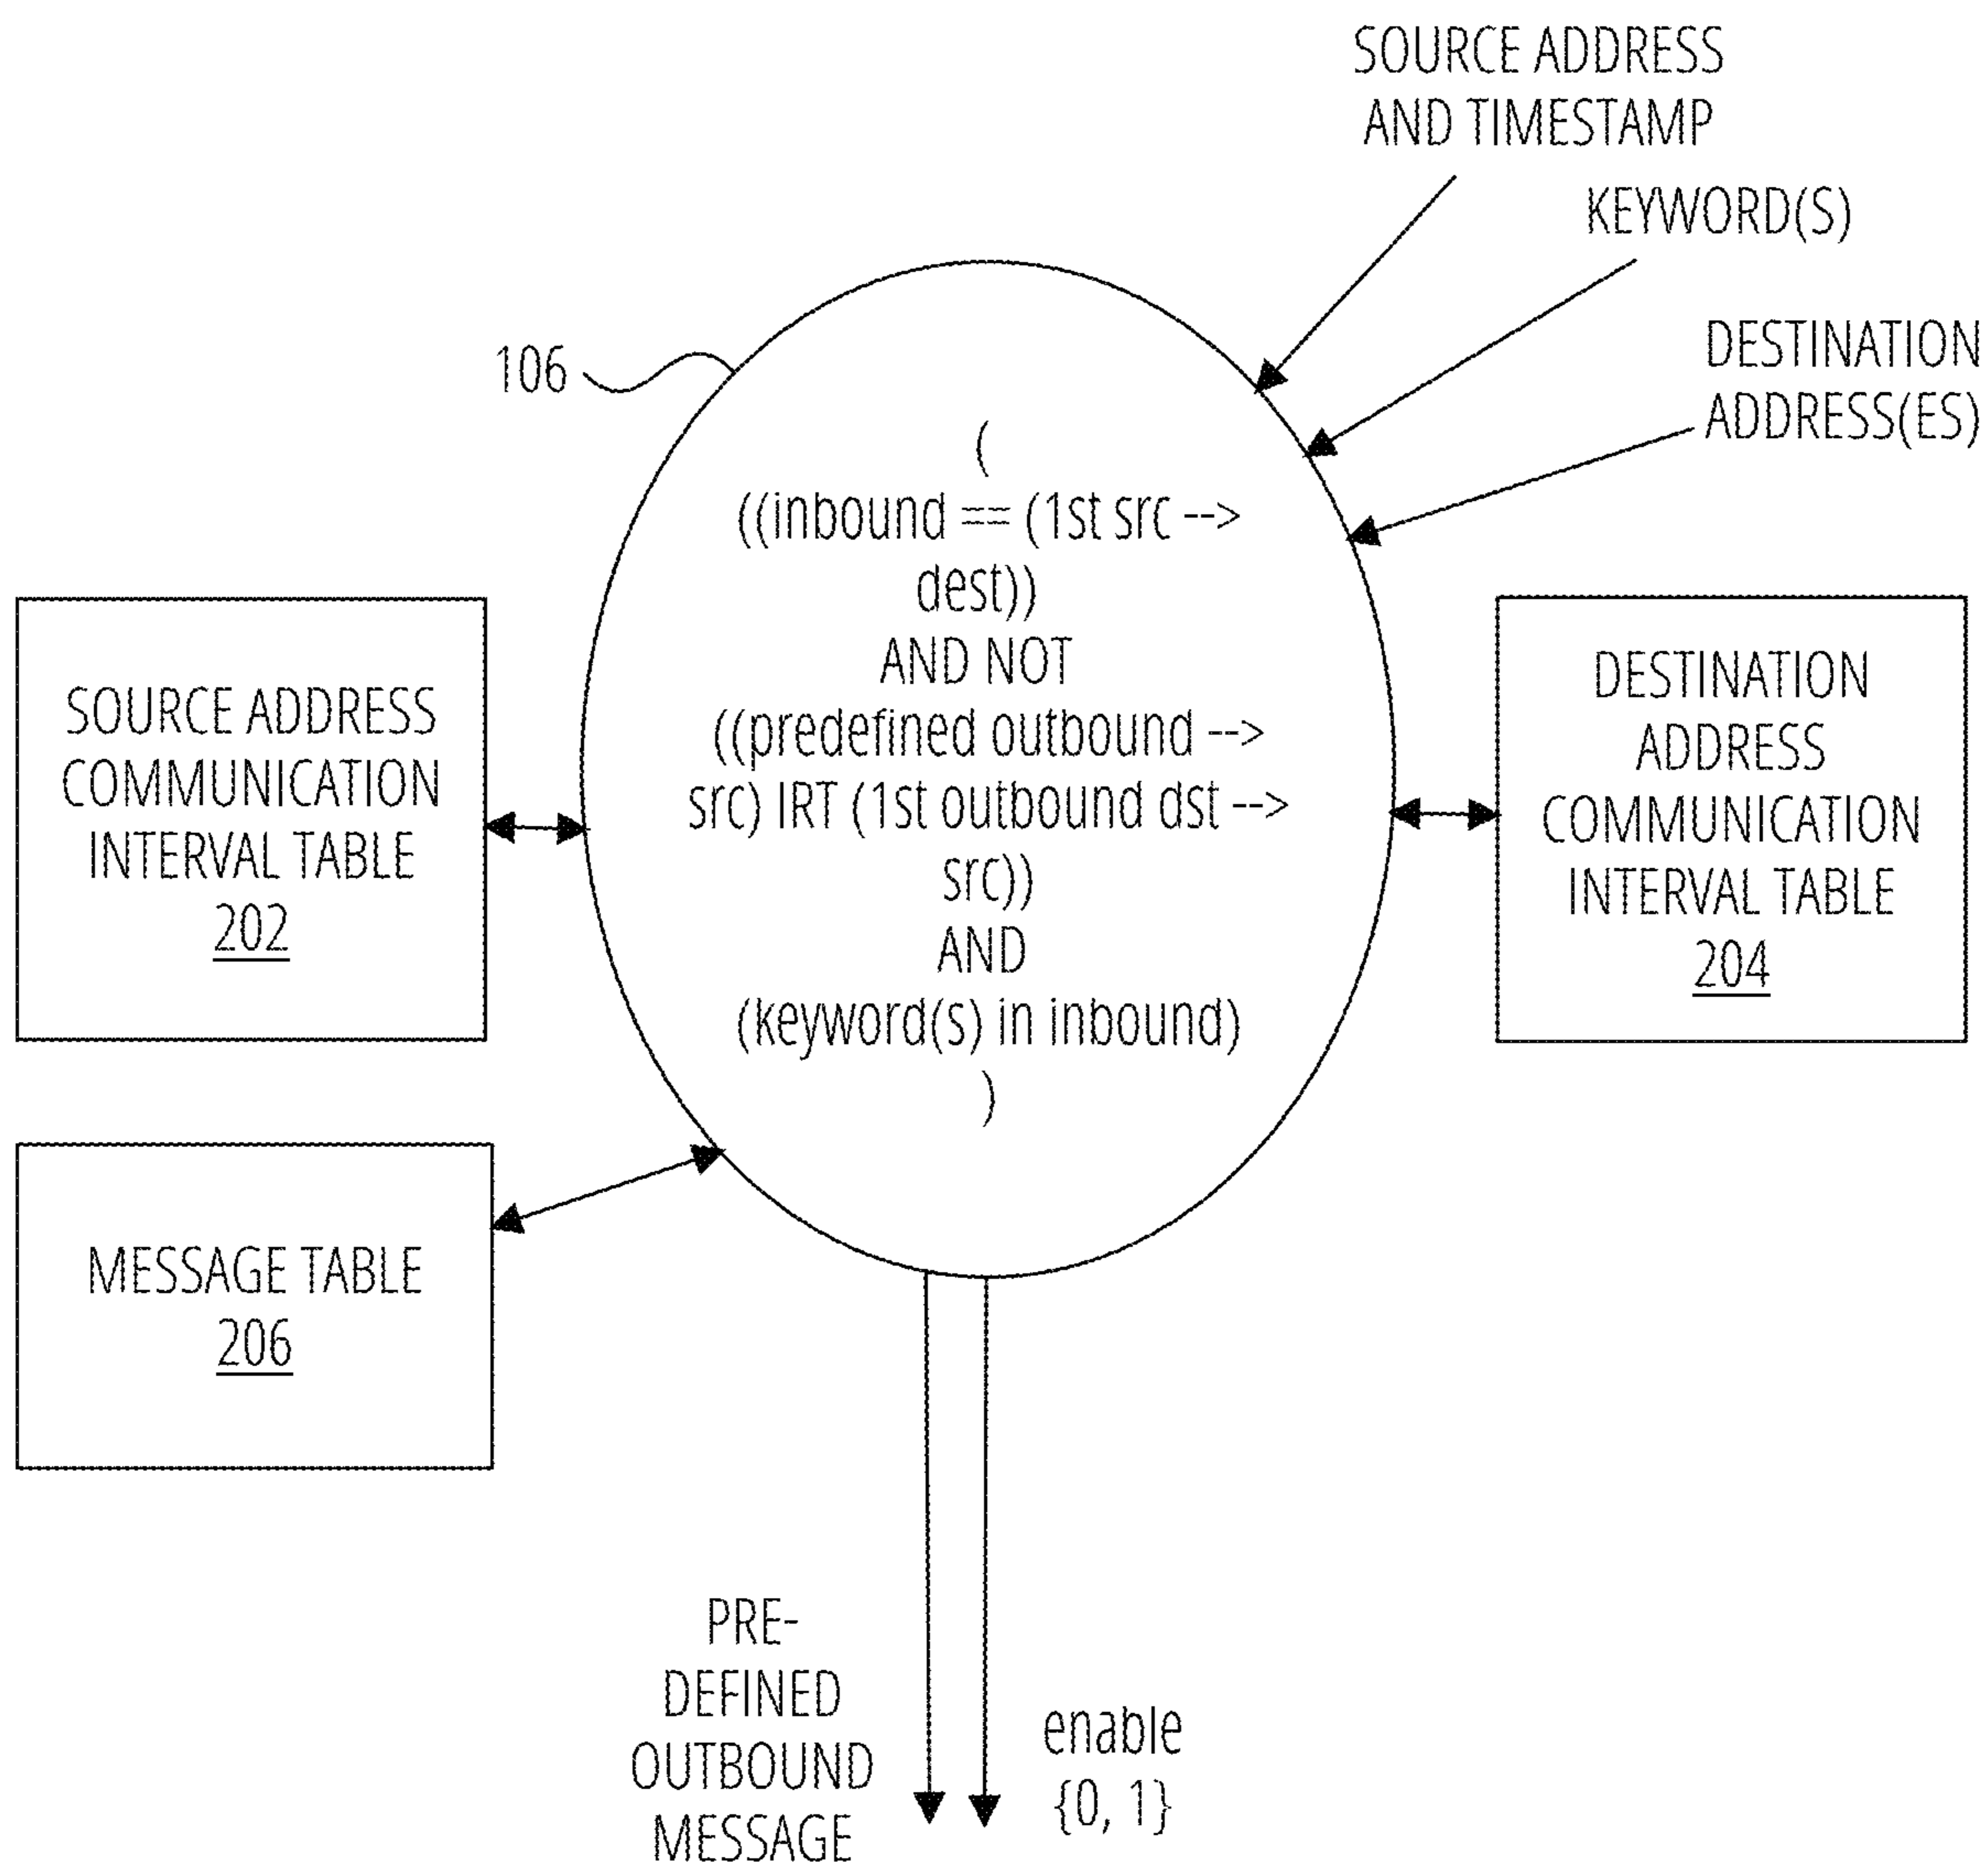 SOURCE ADDRESS
AND TIMESTAMP
KEYWORD(S)
DESTINATION
ADDRESS(ES)
106
(
((inbound == (1st src -->
dest))
AND NOT
((predefined outbound -->
src) IRT (1st outbound dst -->
src))
AND
(keyword(s) in inbound)
)
SOURCE ADDRESS
COMMUNICATION
INTERVAL TABLE
202
DESTINATION
ADDRESS
COMMUNICATION
INTERVAL TABLE
204
MESSAGE TABLE
206
PRE-
DEFINED
OUTBOUND
MESSAGE
enable
{0, 1}